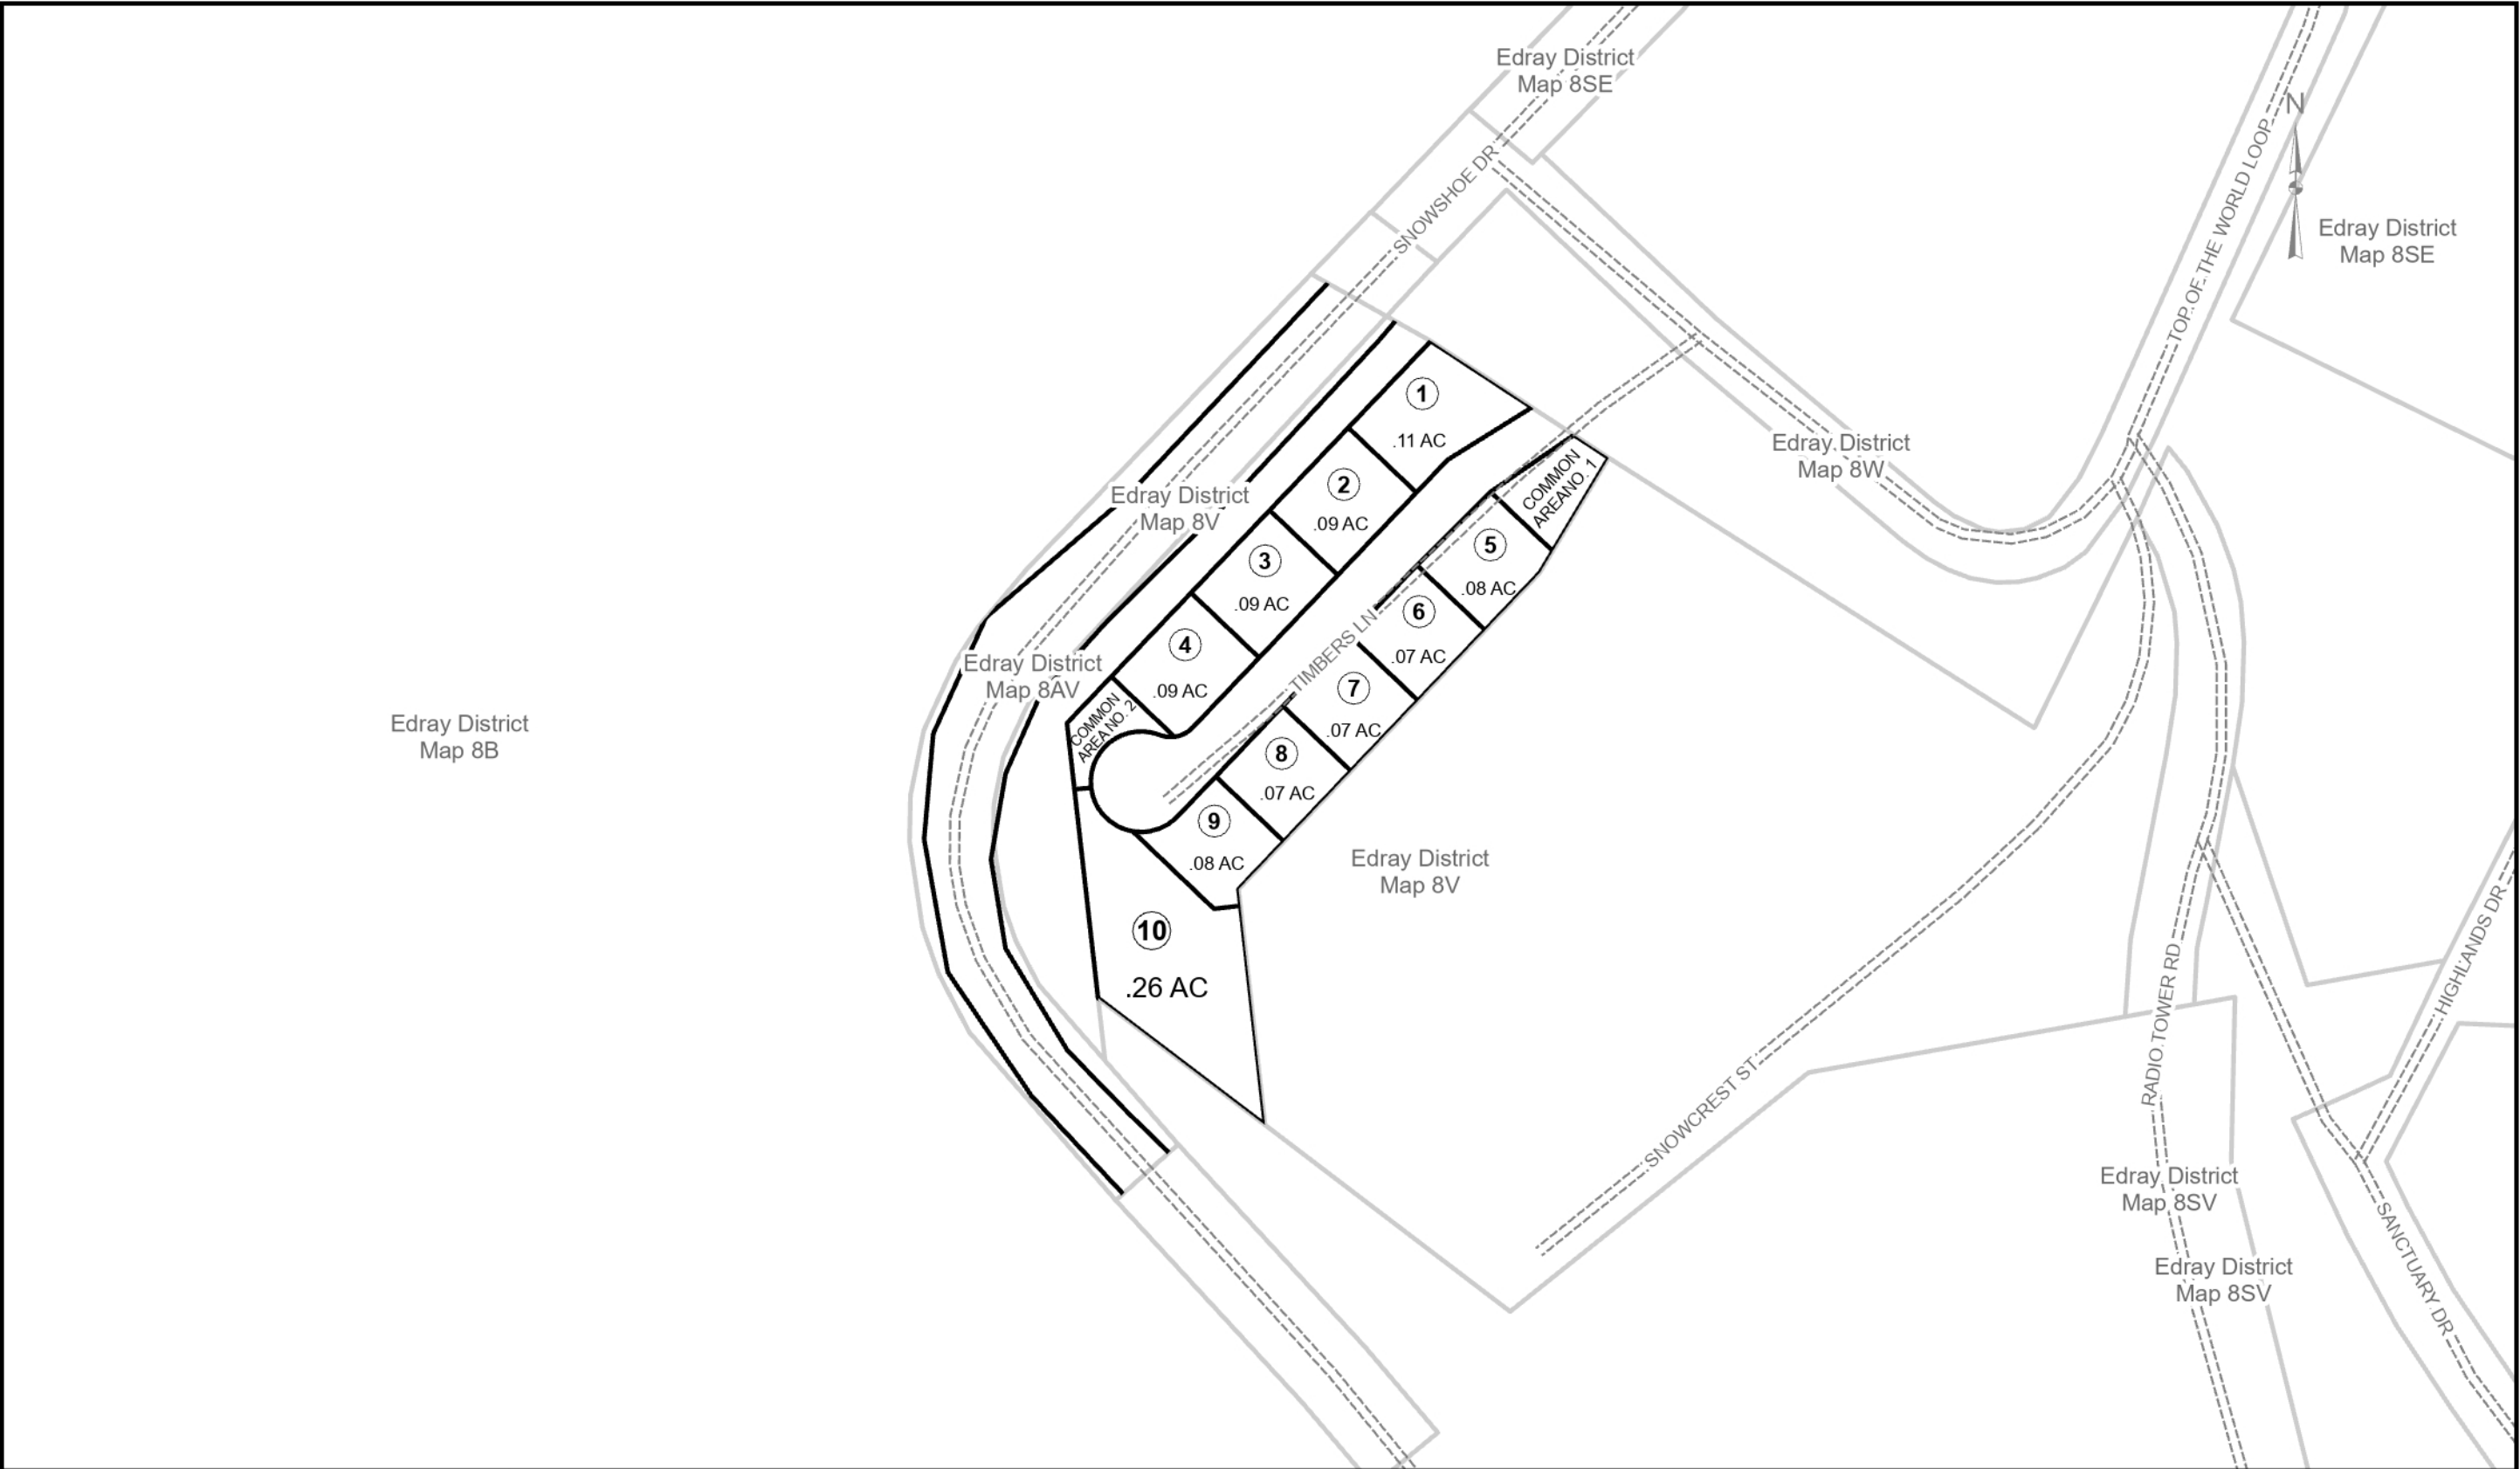 Edray District
Map 8SE
N
SNOWSHOE DR
TOP OF THE WORLD LOOP
Edray District
Map 8SE
1
.11 AC
Edray District
Map 8W
COMMON
AREA NO. 1
2
.09 AC
Edray District
Map 8V
5
.08 AC
3
.09 AC
6
.07 AC
TIMBERS LN
4
.09 AC
Edray District
Map 8AV
7
.07 AC
COMMON
AREA NO. 2
Edray District
Map 8B
8
.07 AC
9
.08 AC
Edray District
Map 8V
10
.26 AC
HIGHLANDS DR
RADIO TOWER RD
SNOWCREST ST
Edray District
Map 8SV
SANCTUARY DR
Edray District
Map 8SV